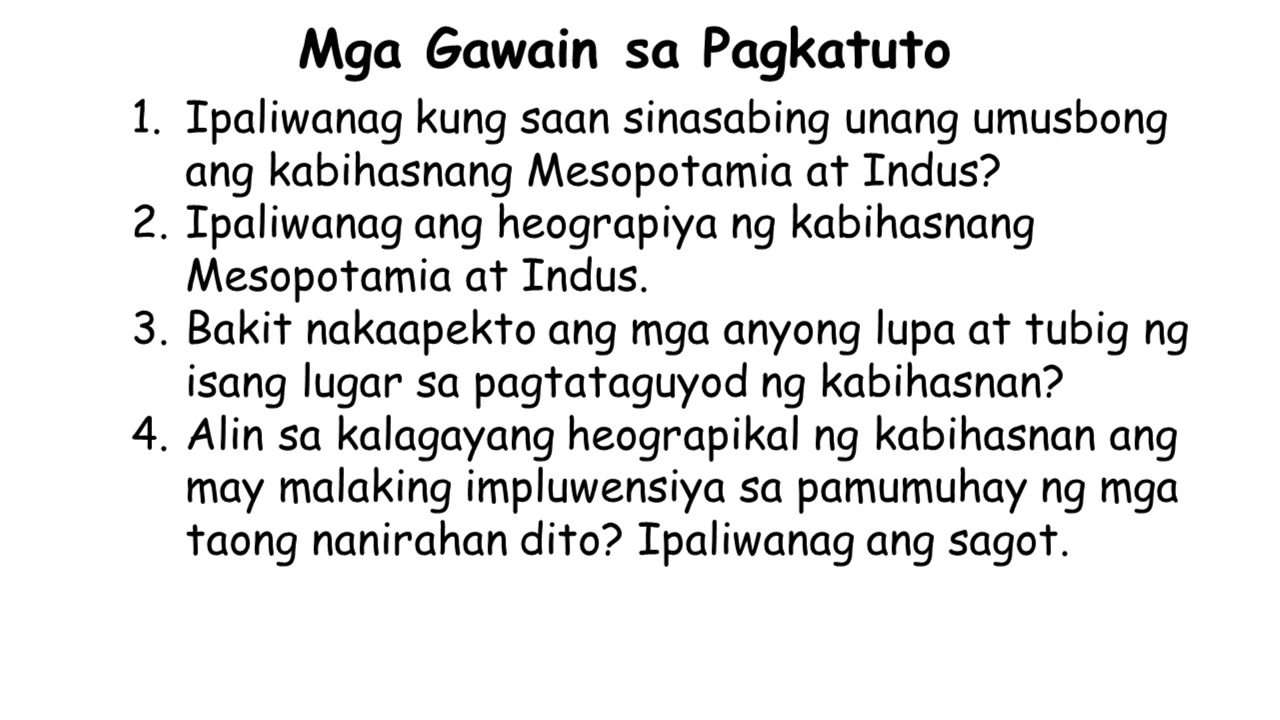 Mga Gawain sa Pagkatuto
1. Ipaliwanag kung saan sinasabing unang umusbong
ang kabihasnang Mesopotamia at Indus?
2. Ipaliwanag ang heograpiya ng kabihasnang
Mesopotamia at Indus.
3. Bakit nakaapekto ang mga anyong lupa at tubig ng
isang lugar sa pagtataguyod ng kabihasnan?
4. Alin sa kalagayang heograpikal ng kabihasnan ang
may malaking impluwensiya sa pamumuhay ng mga
taong nanirahan dito? Ipaliwanag ang sagot.